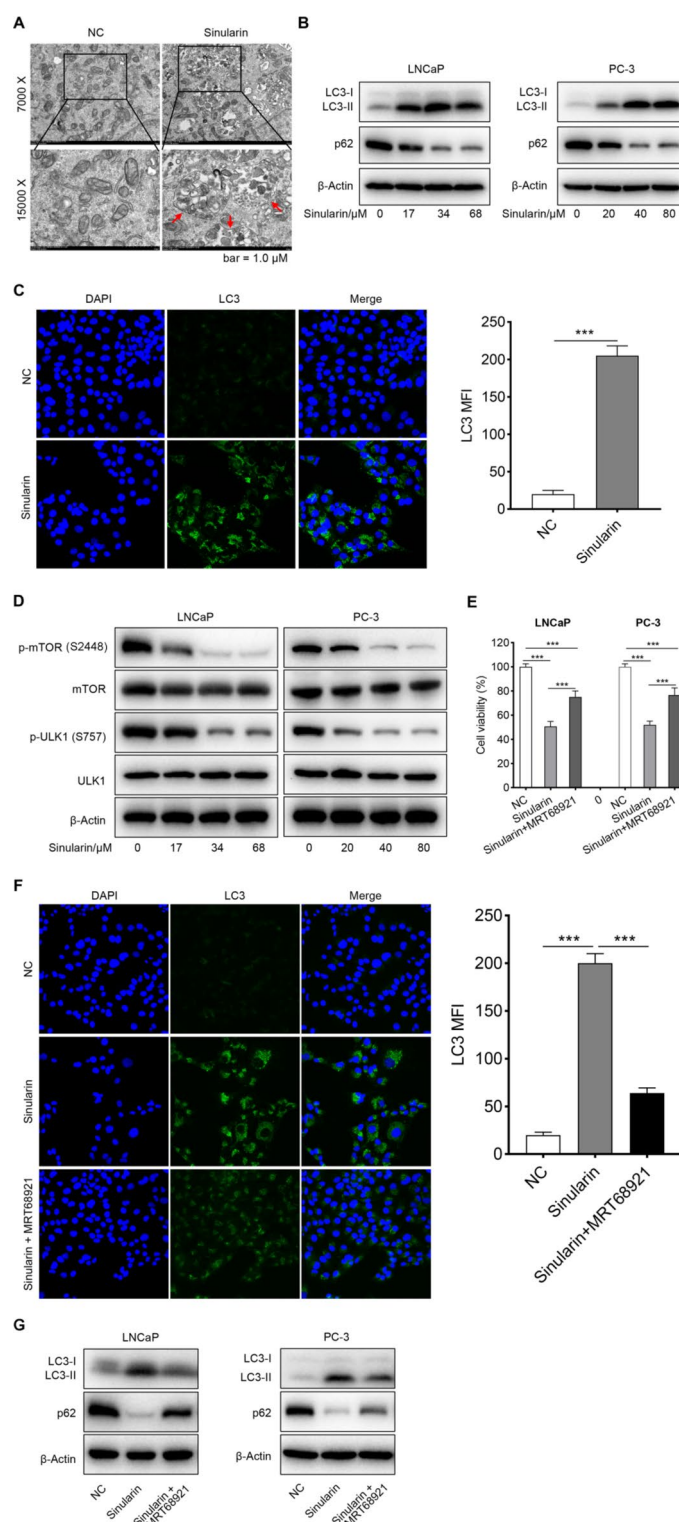 A
NC Sinularin
7000 X
15000 X
bar = 1.0 µM
B
LNCaP PC-3
LC3-I LC3-I
LC3-II LC3-II
p62 p62
β-Actin β-Actin
Sinularin/µM 0 17 34 68 Sinularin/µM 0 20 40 80
C
DAPI LC3 Merge
NC
Sinularin
LC3 MFI
250
200
150
100
50
0
***
NC Sinularin
D
LNCaP PC-3
p-mTOR (S2448)
mTOR
p-ULK1 (S757)
ULK1
β-Actin
Sinularin/µM 0 17 34 68 0 20 40 80
E
LNCaP PC-3
Cell viability (%)
120
100
80
60
40
20
0
*** ***
*** ***
*** ***
NC Sinularin Sinularin+MRT68921 0 NC Sinularin Sinularin+MRT68921
F
DAPI LC3 Merge
NC
Sinularin
Sinularin + MRT68921
LC3 MFI
250
200
150
100
50
0
*** ***
NC Sinularin Sinularin+MRT68921
G
LNCaP PC-3
LC3-I LC3-I
LC3-II LC3-II
p62 p62
β-Actin β-Actin
NC Sinularin Sinularin + MRT68921 NC Sinularin Sinularin + MRT68921